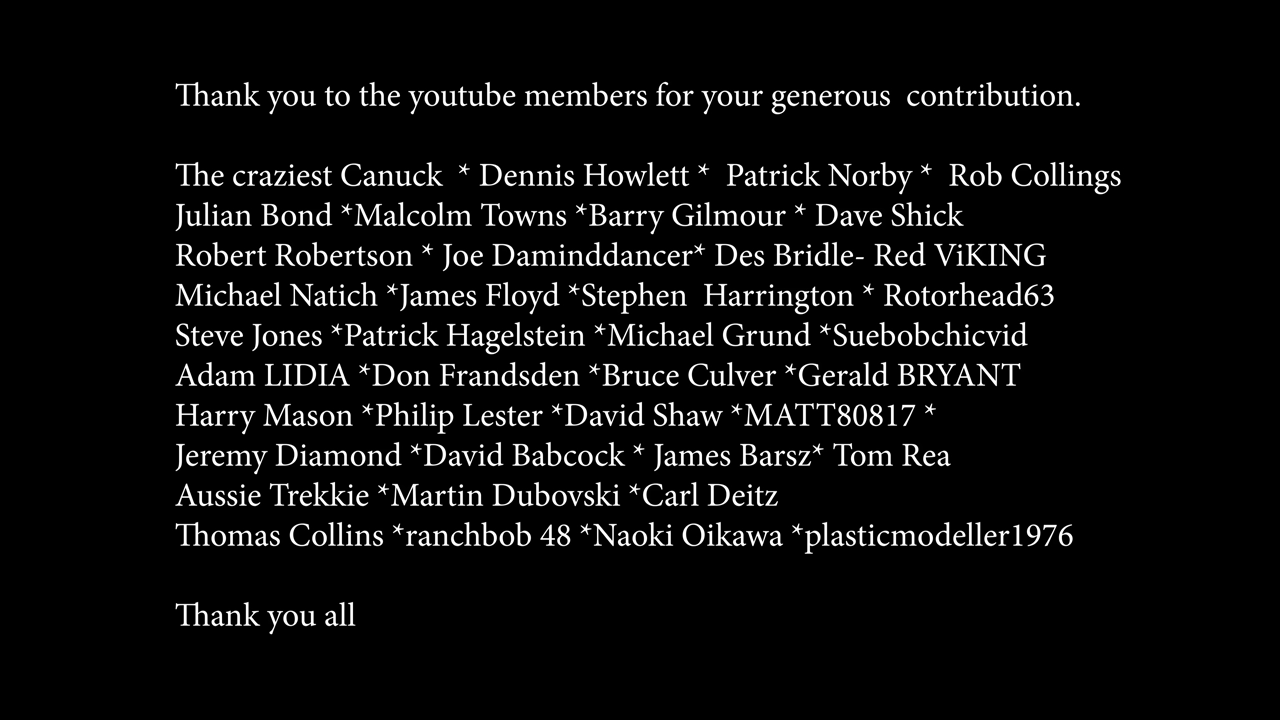 Thank you to the youtube members for your generous  contribution.
The craziest Canuck  * Dennis Howlett *  Patrick Norby *  Rob Collings
Julian Bond *Malcolm Towns *Barry Gilmour * Dave Shick
Robert Robertson * Joe Daminddancer* Des Bridle- Red ViKING
Michael Natich *James Floyd *Stephen  Harrington * Rotorhead63
Steve Jones *Patrick Hagelstein *Michael Grund *Suebobchicvid
Adam LIDIA *Don Frandsden *Bruce Culver *Gerald BRYANT
Harry Mason *Philip Lester *David Shaw *MATT80817 *
Jeremy Diamond *David Babcock * James Barsz* Tom Rea
Aussie Trekkie *Martin Dubovski *Carl Deitz
Thomas Collins *ranchbob 48 *Naoki Oikawa *plasticmodeller1976
Thank you all